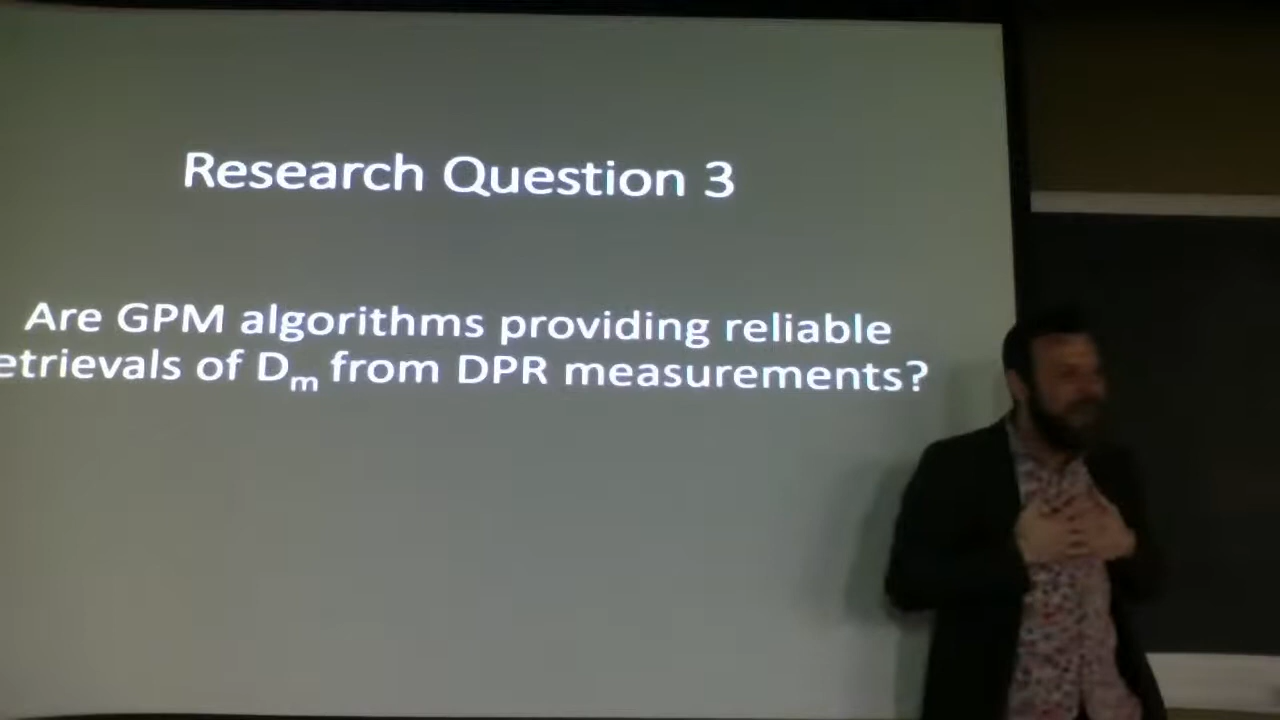 Research Question 3
Are GPM algorithms providing reliable
etrievals of Dm from DPR measurements?